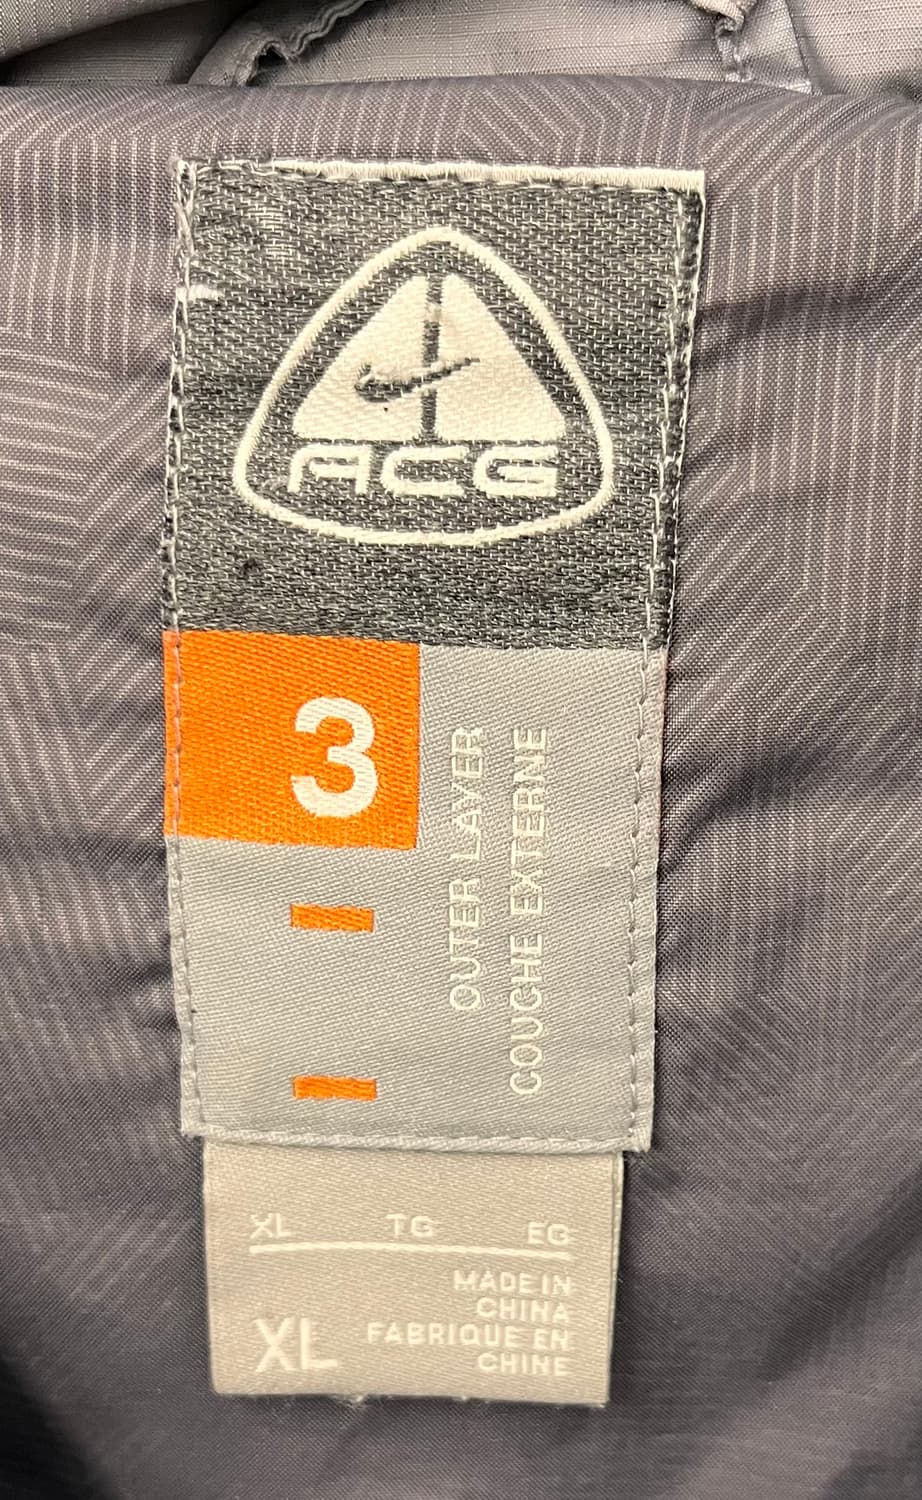 ACG
3
OUTER LAYER
COUCHE EXTERNE
XL TG EG
XL
MADE IN
CHINA
FABRIQUE EN
CHINE